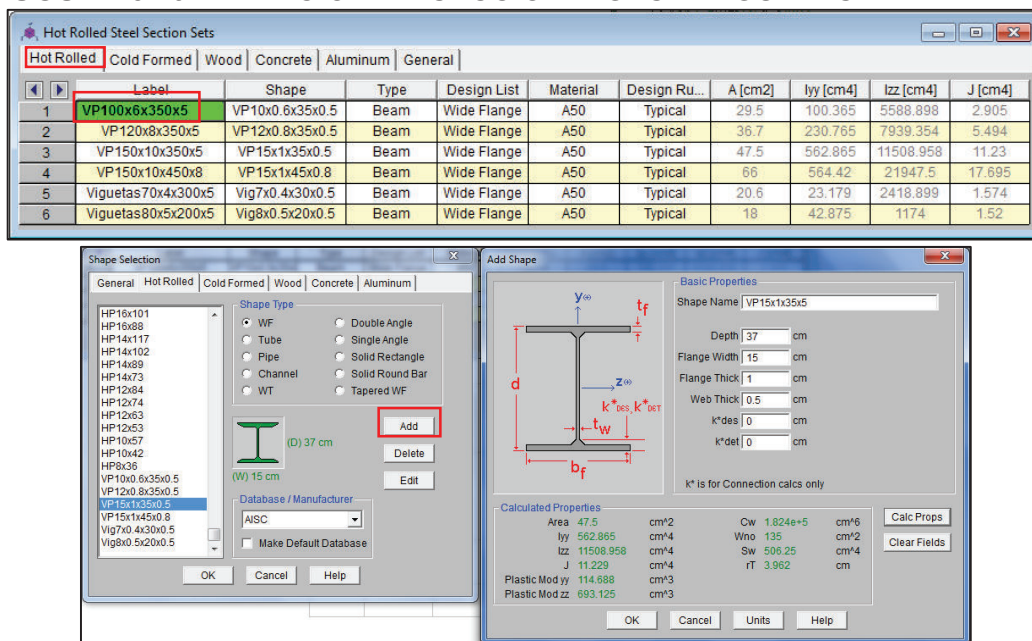 Hot Rolled Steel Section Sets
Hot Rolled Cold Formed Wood Concrete Aluminum General
Label Shape Type Design List Material Design Ru... A [cm2] Iyy [cm4] Izz [cm4] J [cm4]
1 VP100x6x350x5 VP10x0.6x35x0.5 Beam Wide Flange A50 Typical 29.5 100.365 5588.898 2.905
2 VP120x8x350x5 VP12x0.8x35x0.5 Beam Wide Flange A50 Typical 36.7 230.765 7939.354 5.494
3 VP150x10x350x5 VP15x1x35x0.5 Beam Wide Flange A50 Typical 47.5 562.865 11508.958 11.23
4 VP150x10x450x8 VP15x1x45x0.8 Beam Wide Flange A50 Typical 66 564.42 21947.5 17.695
5 Viguetas70x4x300x5 Vig7x0.4x30x0.5 Beam Wide Flange A50 Typical 20.6 23.179 2418.899 1.574
6 Viguetas80x5x200x5 Vig8x0.5x20x0.5 Beam Wide Flange A50 Typical 18 42.875 1174 1.52
Shape Selection
General Hot Rolled Cold Formed Wood Concrete Aluminum
HP16x101
HP16x88
HP14x117
HP14x102
HP14x89
HP14x73
HP12x84
HP12x74
HP12x63
HP12x53
HP10x57
HP10x42
HP8x36
VP10x0.6x35x0.5
VP12x0.8x35x0.5
VP15x1x35x0.5
VP15x1x45x0.8
Vig7x0.4x30x0.5
Vig8x0.5x20x0.5
Shape Type
WF Double Angle
Tube Single Angle
Pipe Solid Rectangle
Channel Solid Round Bar
WT Tapered WF
(D) 37 cm
(W) 15 cm
Add
Delete
Edit
Database / Manufacturer
AISC
Make Default Database
OK Cancel Help
Add Shape
y
tf
d
z
k*DES, k*DET
tw
bf
Basic Properties
Shape Name VP15x1x35x5
Depth 37 cm
Flange Width 15 cm
Flange Thick 1 cm
Web Thick 0.5 cm
k*des 0 cm
k*det 0 cm
k* is for Connection calcs only
Calculated Properties
Area 47.5 cm^2 Cw 1.824e+5 cm^6
Iyy 562.865 cm^4 Wno 135 cm^2
Izz 11508.958 cm^4 Sw 506.25 cm^4
J 11.229 cm^4 rT 3.962 cm
Plastic Mod yy 114.688 cm^3
Plastic Mod zz 693.125 cm^3
Calc Props
Clear Fields
OK Cancel Units Help